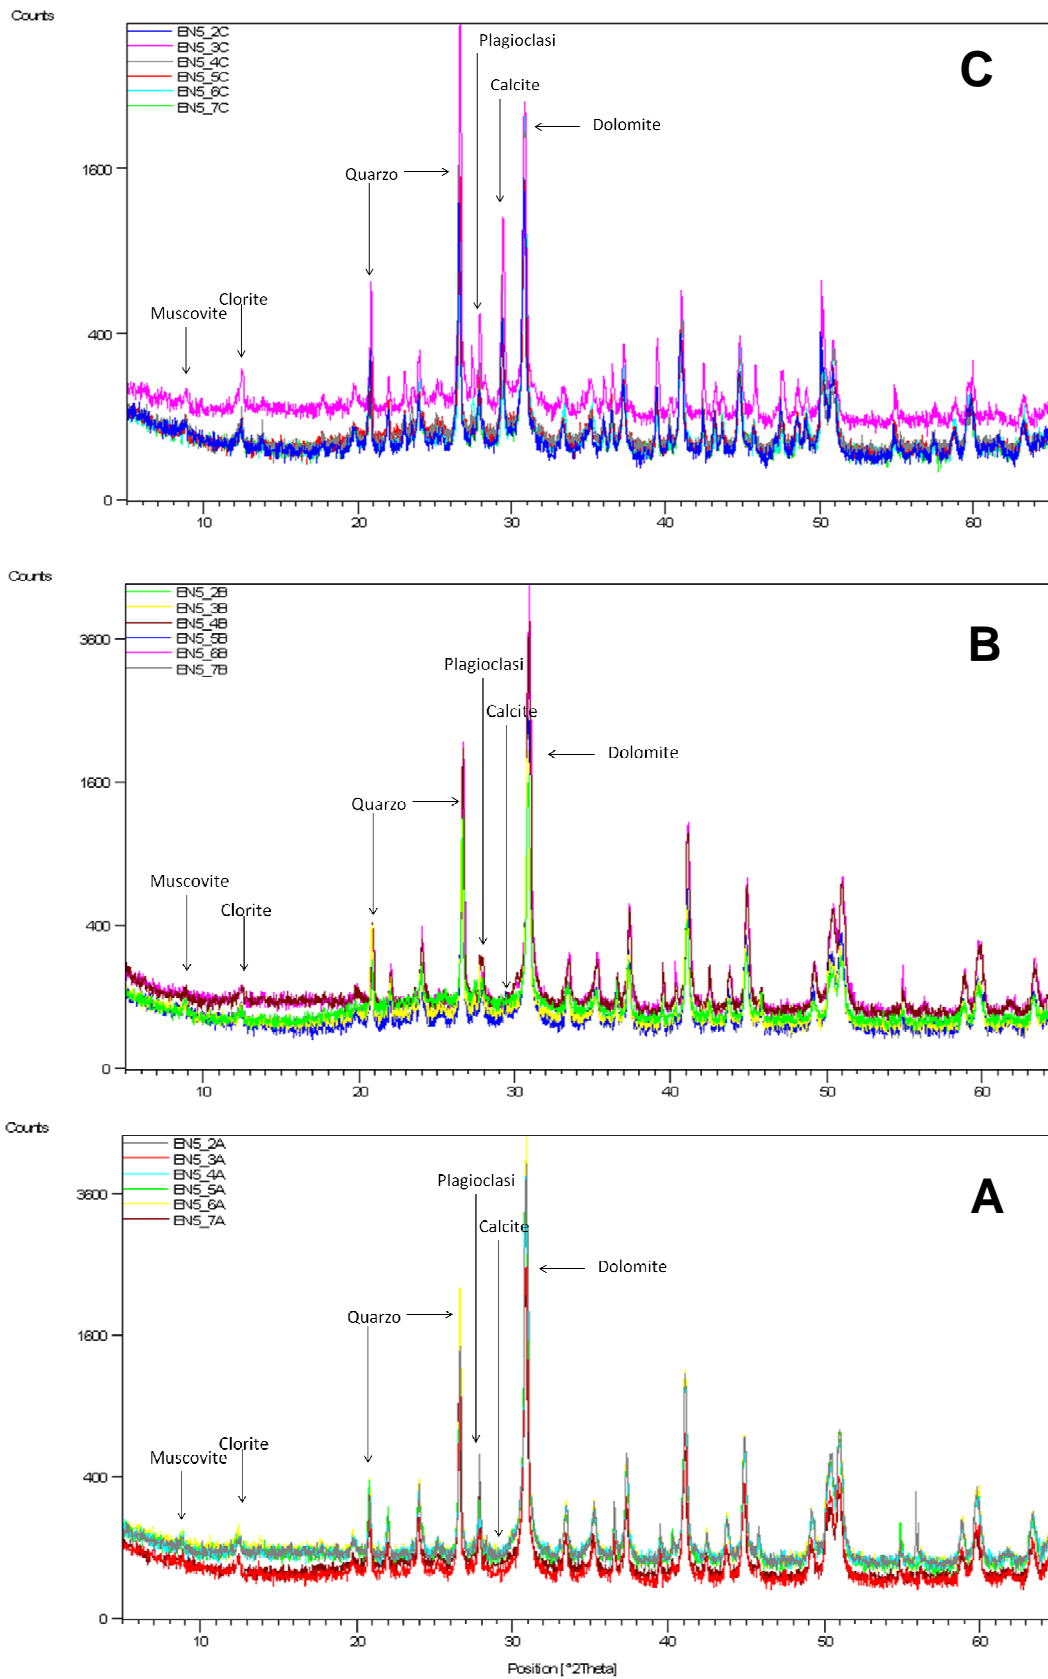 Counts
EN5_2C
EN5_3C
EN5_4C
EN5_5C
EN5_6C
EN5_7C
Plagioclasi
C
Calcite
Dolomite
1600
Quarzo
Clorite
Muscovite
400
0
10 20 30 40 50 60
Counts
EN5_2B
EN5_3B
EN5_4B
EN5_5B
EN5_6B
EN5_7B
B
3600
Plagioclasi
Calcite
Dolomite
1600
Quarzo
Muscovite
Clorite
400
0
10 20 30 40 50 60
Counts
EN5_2A
EN5_3A
EN5_4A
EN5_5A
EN5_6A
EN5_7A
Plagioclasi
A
3600
Calcite
Dolomite
Quarzo
1600
Clorite
Muscovite
400
0
10 20 30 40 50 60
Position [°2Theta]